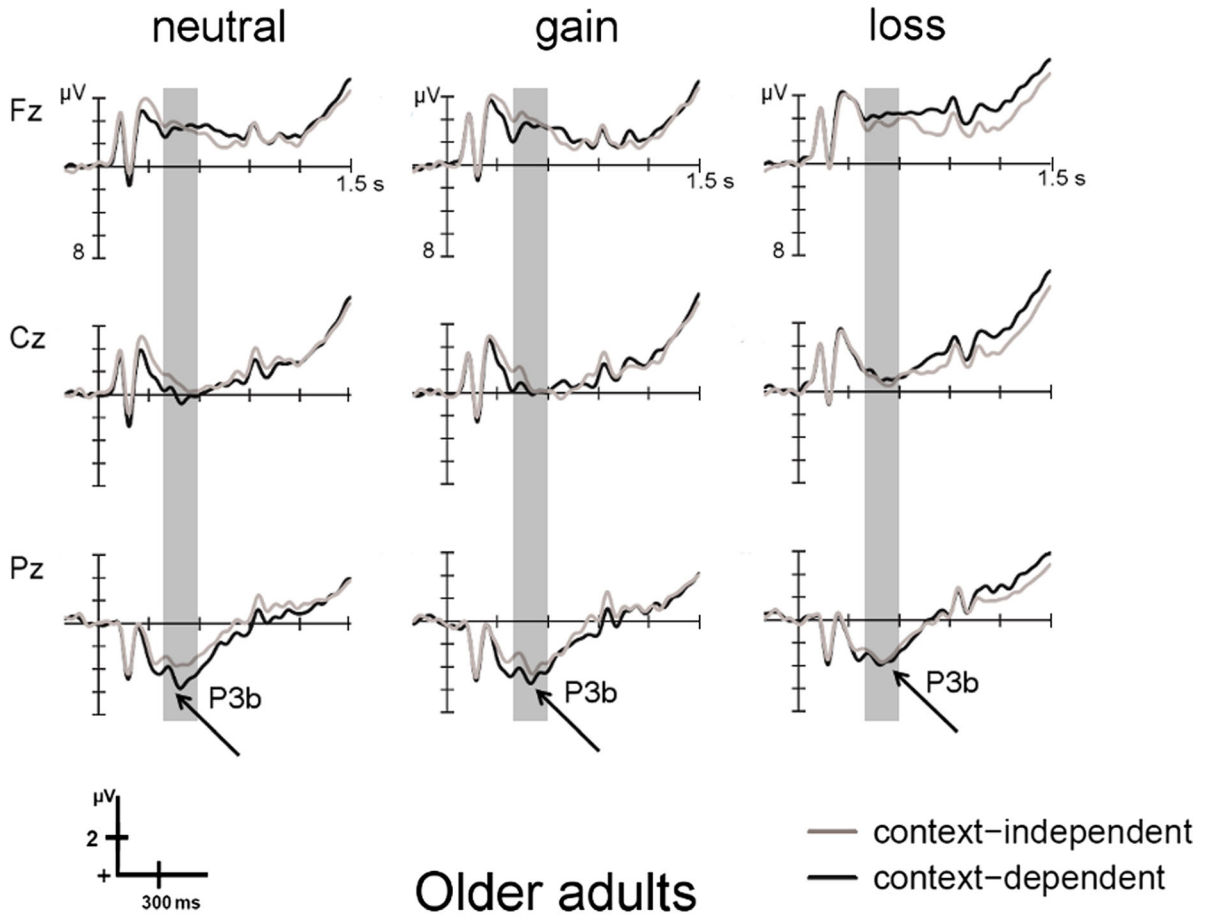 neutral gain loss
Fz µV µV µV
1.5 s 1.5 s 1.5 s
8 8 8
Cz
Pz
P3b P3b P3b
µV
2
+
300 ms
context–independent
context–dependent
Older adults